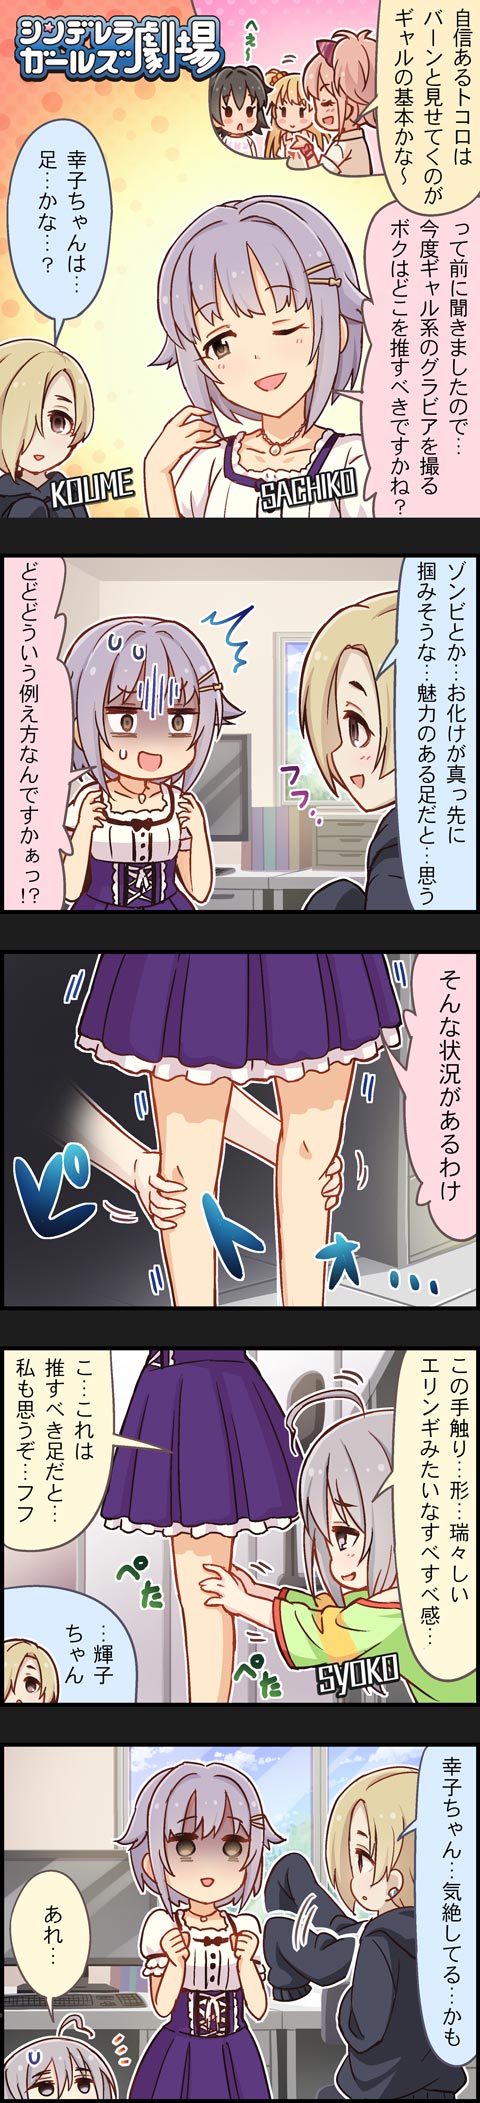 シンデレラ
ガールズ劇場
へぇ～
自信あるトコロは
バーンと見せてくのが
ギャルの基本かな～
って前に聞きましたので…
今度ギャル系のグラビアを撮る
ボクはどこを推すべきですかね？
幸子ちゃんは…
足…かな…？
KOUME
SACHIKO
ゾンビとか…お化けが真っ先に
掴みそうな…魅力のある足だと…思う
フフ…
どどどういう例え方なんですかぁっ!?
そんな状況があるわけ
ピトォ…
この手触り…形…瑞々しい
エリンギみたいなすべすべ感…
こ…これは
推すべき足だと…
私も思うぞ…フフ
ぺた
ぺた
SYOKO
…輝子
ちゃん
幸子ちゃん…気絶してる…かも
あれ…